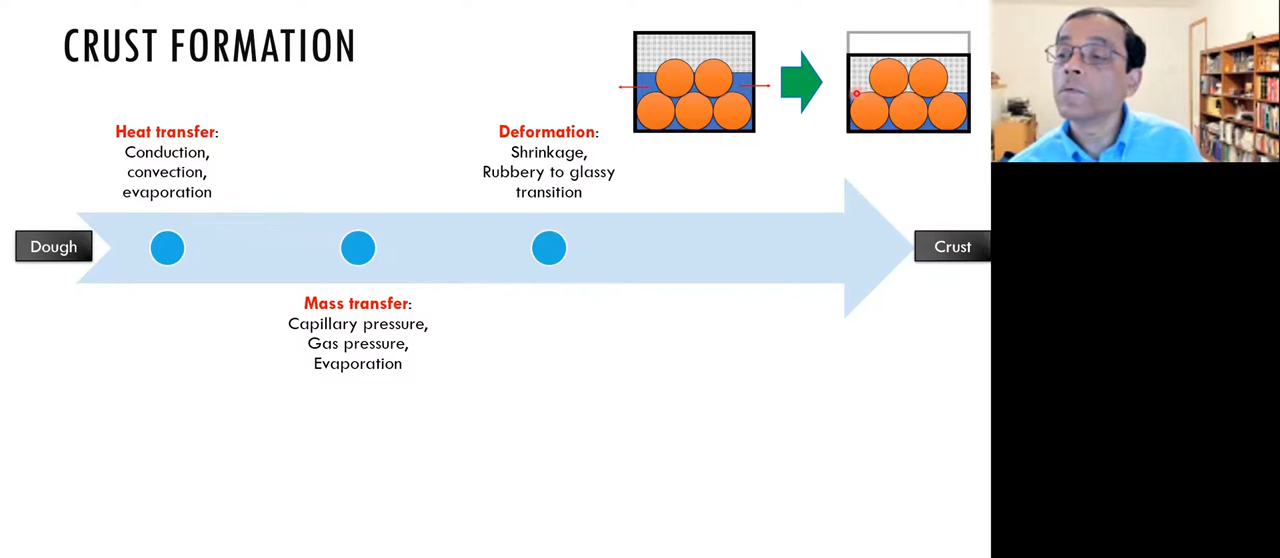 CRUST FORMATION
Heat transfer:
Conduction,
convection,
evaporation
Deformation:
Shrinkage,
Rubbery to glassy
transition
Dough
Crust
Mass transfer:
Capillary pressure,
Gas pressure,
Evaporation